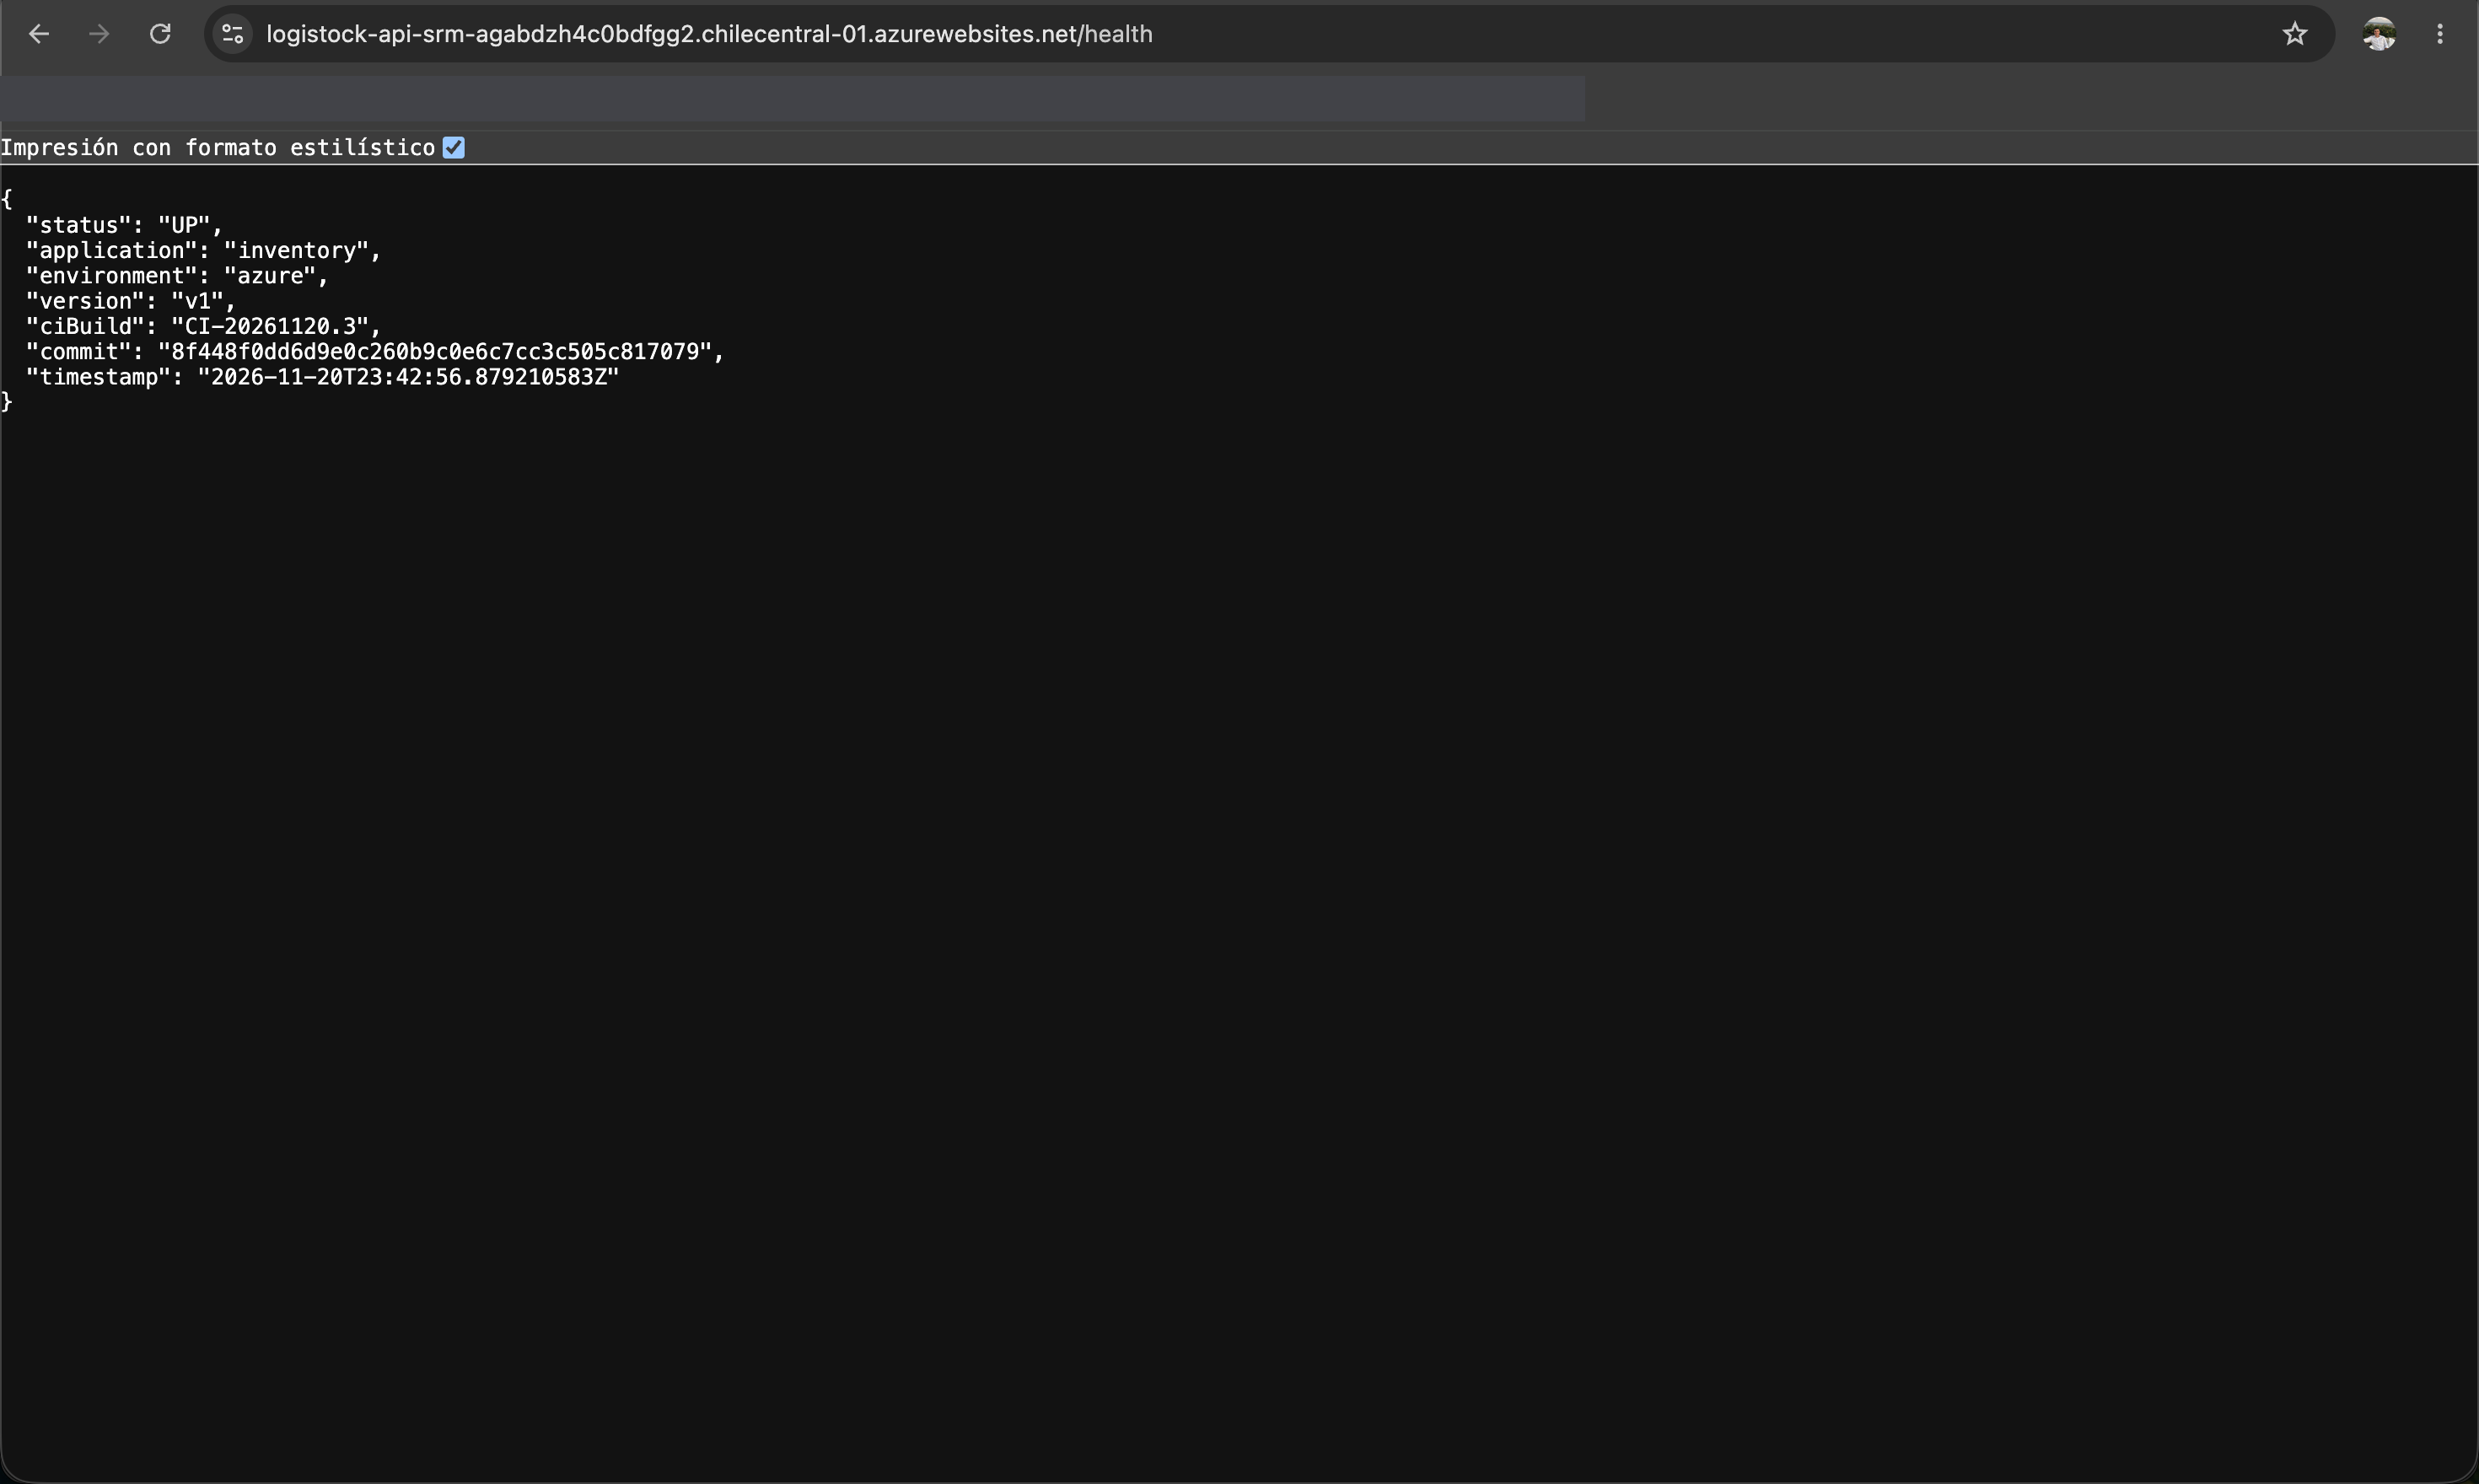 logistock-api-srm-agabdzh4c0bdfgg2.chilecentral-01.azurewebsites.net/health
Impresión con formato estilístico
{
  "status": "UP",
  "application": "inventory",
  "environment": "azure",
  "version": "v1",
  "ciBuild": "CI-20261120.3",
  "commit": "8f448f0dd6d9e0c260b9c0e6c7cc3c505c817079",
  "timestamp": "2026-11-20T23:42:56.879210583Z"
}